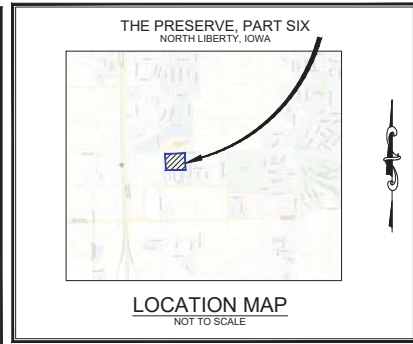 THE PRESERVE, PART SIX
NORTH LIBERTY, IOWA
LOCATION MAP
NOT TO SCALE